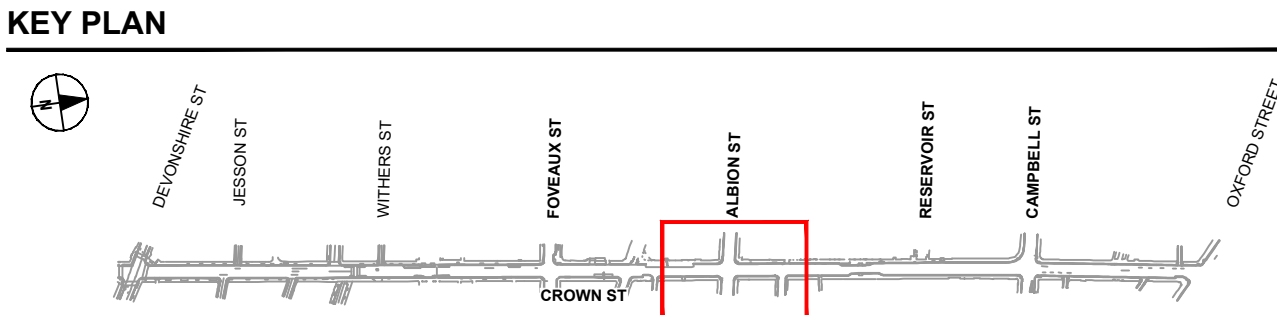 KEY PLAN
N
DEVONSHIRE ST
JESSON ST
WITHERS ST
FOVEAUX ST
ALBION ST
RESERVOIR ST
CAMPBELL ST
OXFORD STREET
CROWN ST